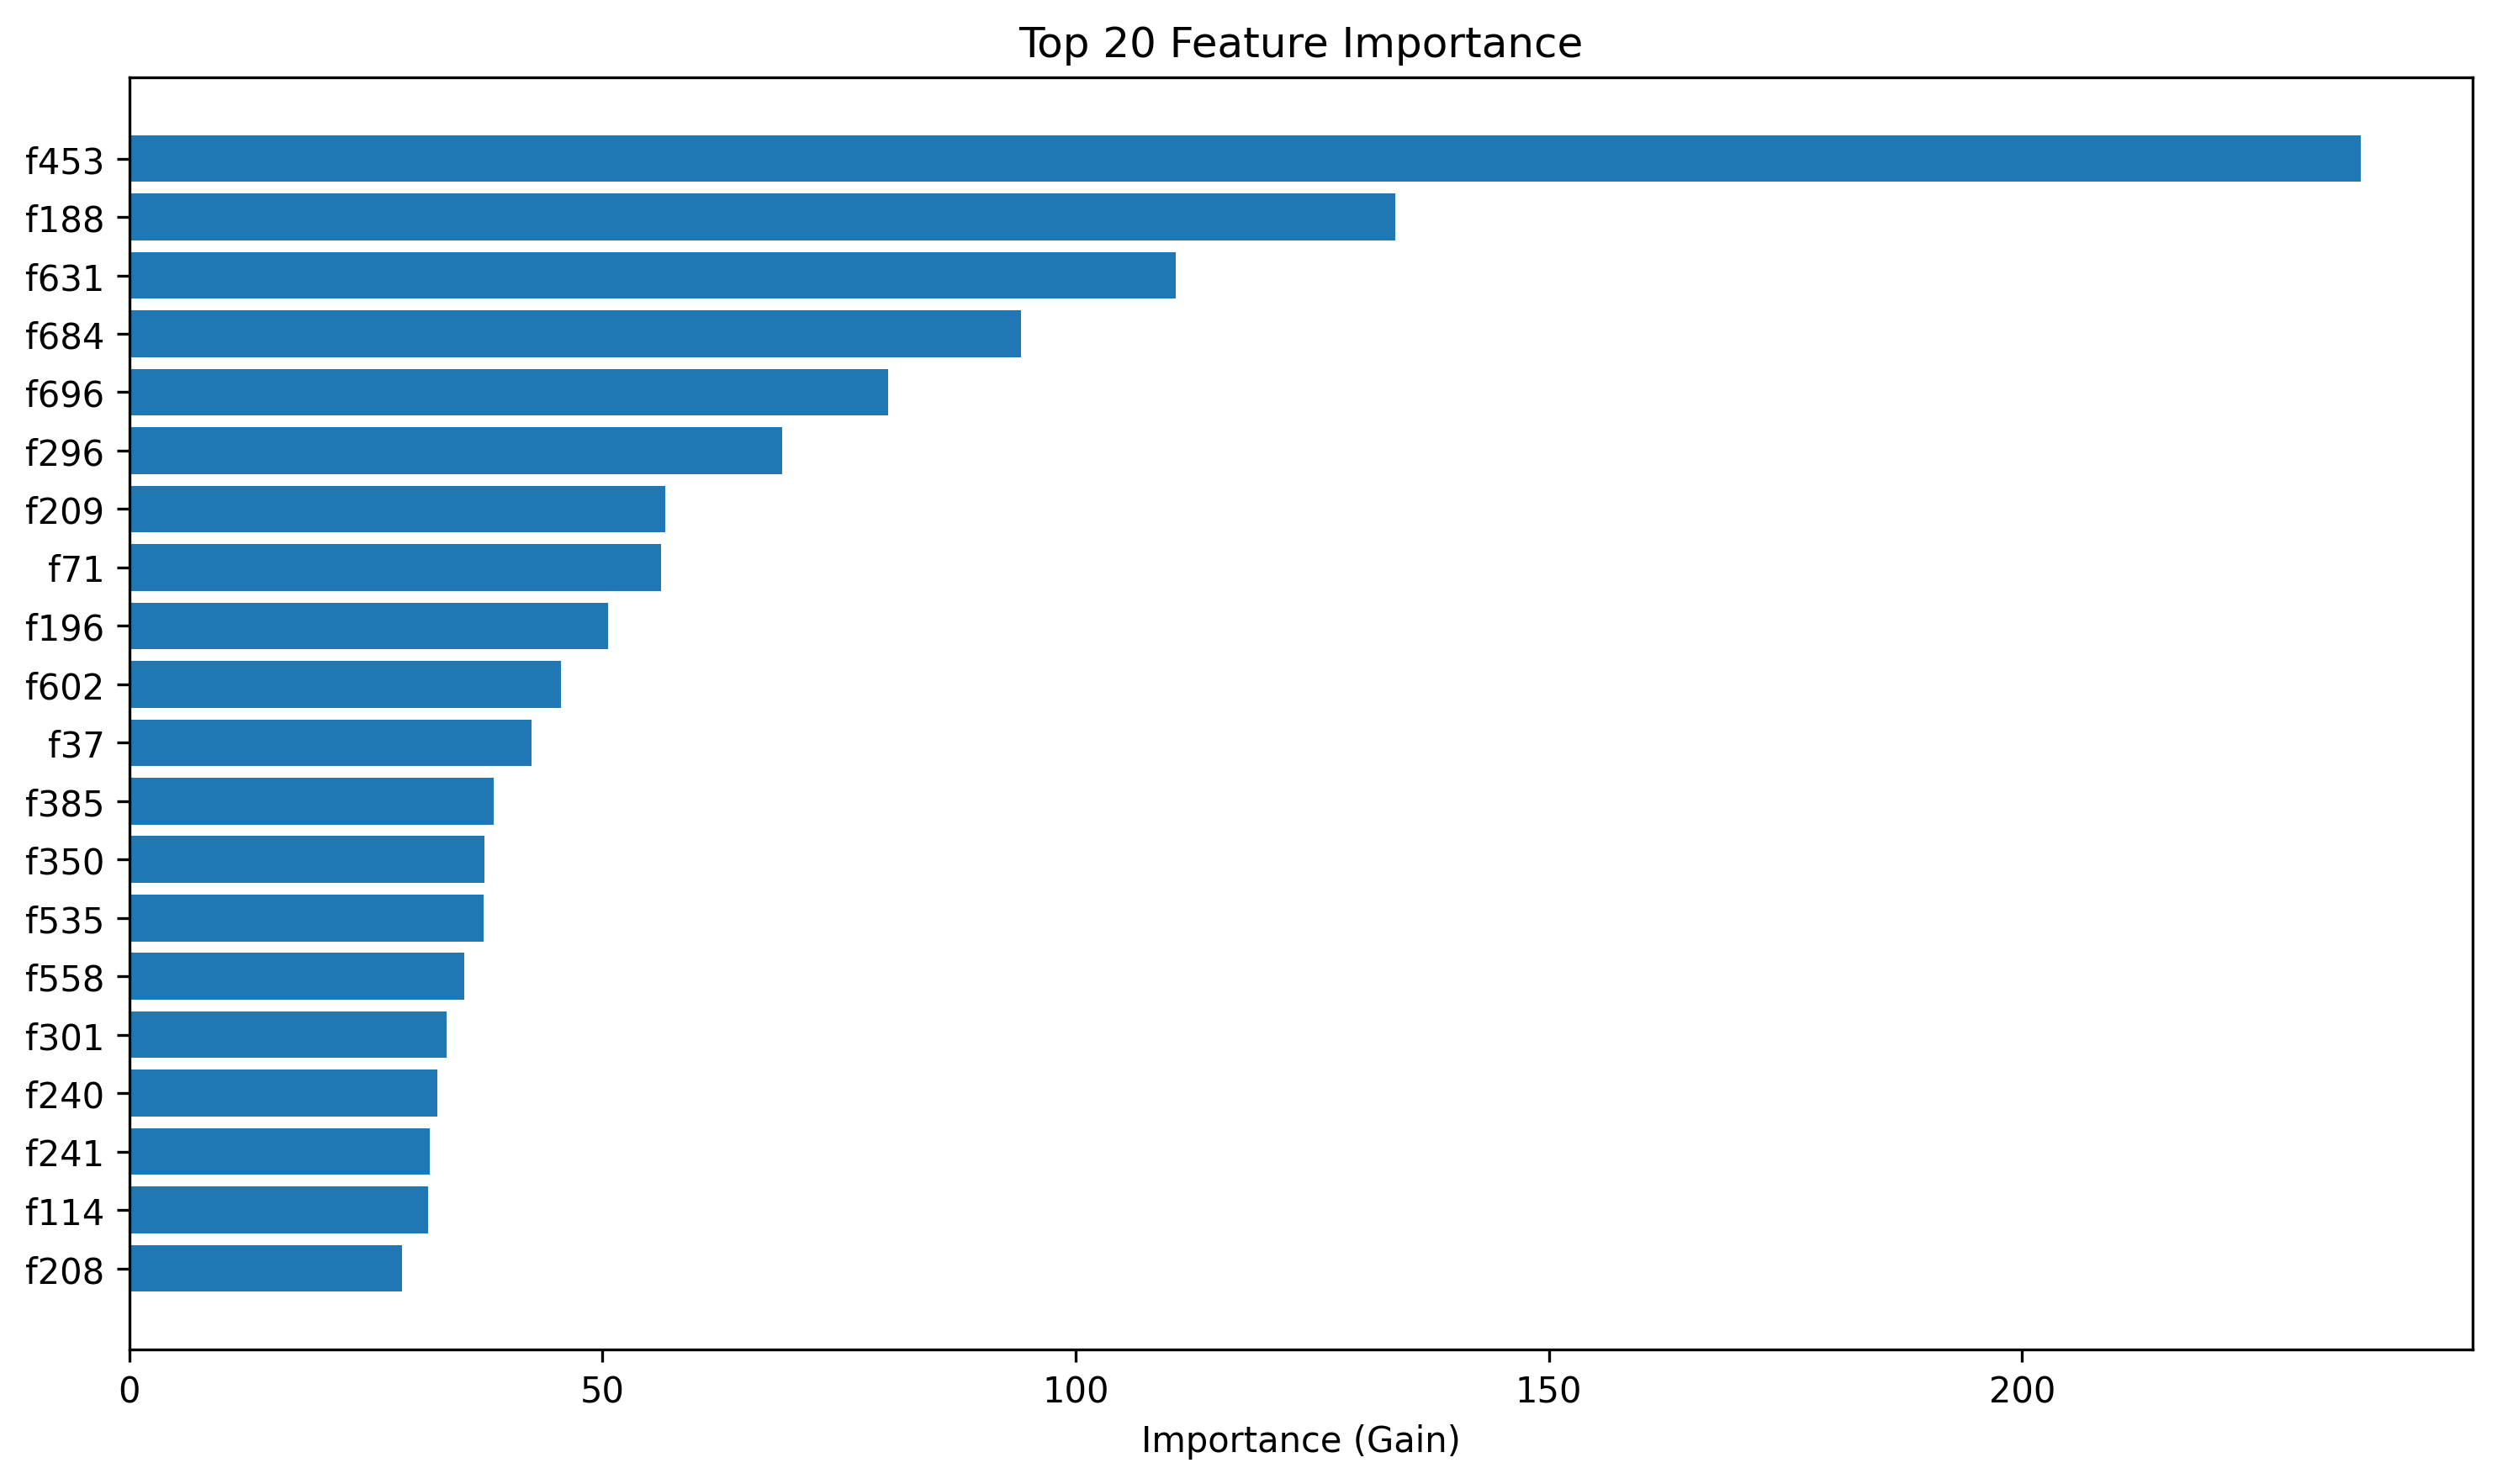 Top 20 Feature Importance
f453
f188
f631
f684
f696
f296
f209
f71
f196
f602
f37
f385
f350
f535
f558
f301
f240
f241
f114
f208
0 50 100 150 200
Importance (Gain)